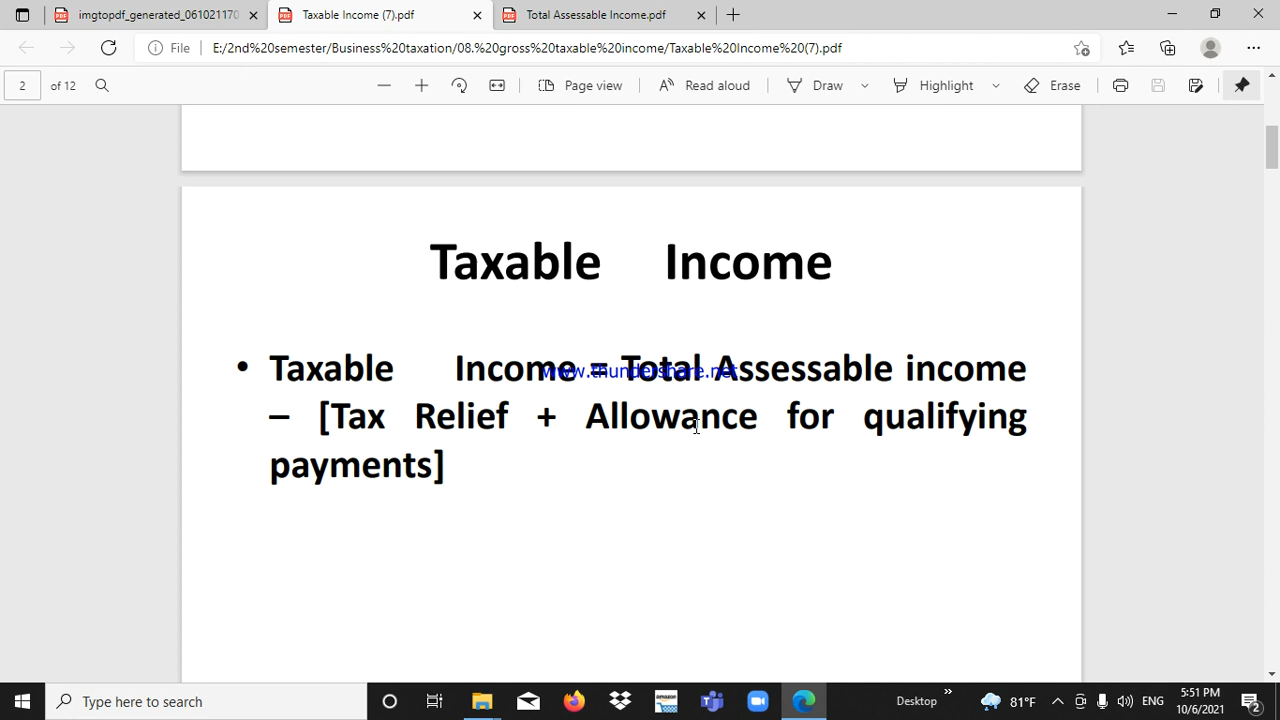 imgtopdf_generated_061021170
Taxable Income (7).pdf
Total Assessable Income.pdf
File
E:/2nd%20semester/Business%20taxation/08.%20gross%20taxable%20income/Taxable%20Income%20(7).pdf
2 of 12
Page view
Read aloud
Draw
Highlight
Erase
Taxable Income
• Taxable Income = Total Assessable income
– [Tax Relief + Allowance for qualifying
payments]
www.thundershare.net
Type here to search
Desktop
81°F
ENG
5:51 PM
10/6/2021
2